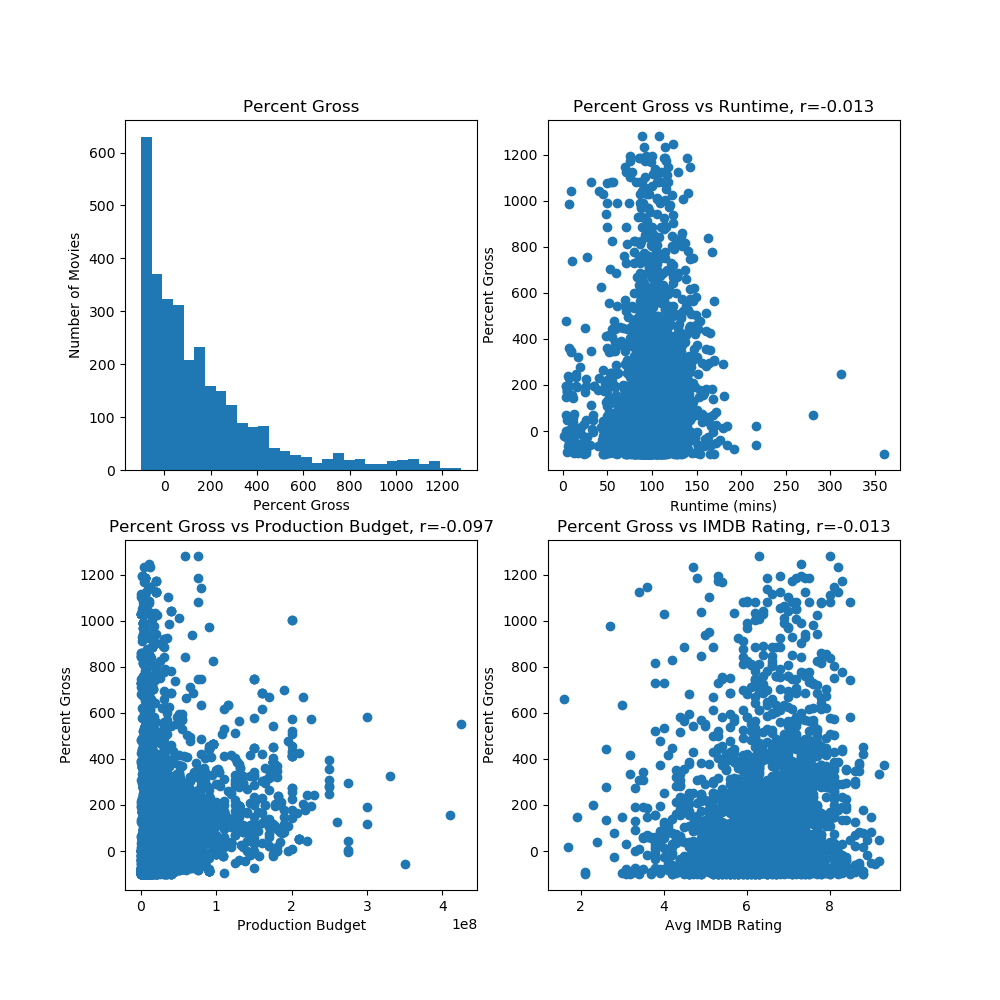 Percent Gross
Number of Movies
600
500
400
300
200
100
0
0 200 400 600 800 1000 1200
Percent Gross
Percent Gross vs Runtime, r=-0.013
Percent Gross
1200
1000
800
600
400
200
0
0 50 100 150 200 250 300 350
Runtime (mins)
Percent Gross vs Production Budget, r=-0.097
Percent Gross
1200
1000
800
600
400
200
0
0 1 2 3 4
1e8
Production Budget
Percent Gross vs IMDB Rating, r=-0.013
Percent Gross
1200
1000
800
600
400
200
0
2 4 6 8
Avg IMDB Rating